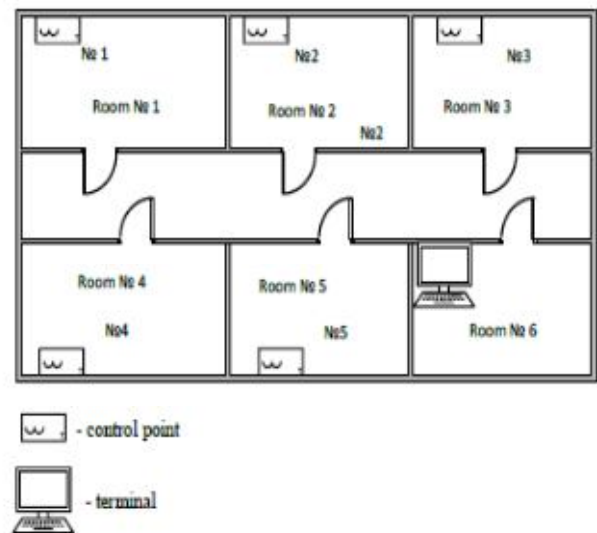 № 1
№2
№3
Room № 1
Room № 2
Room № 3
№2
Room № 4
Room № 5
№4
№5
Room № 6
- control point
- terminal